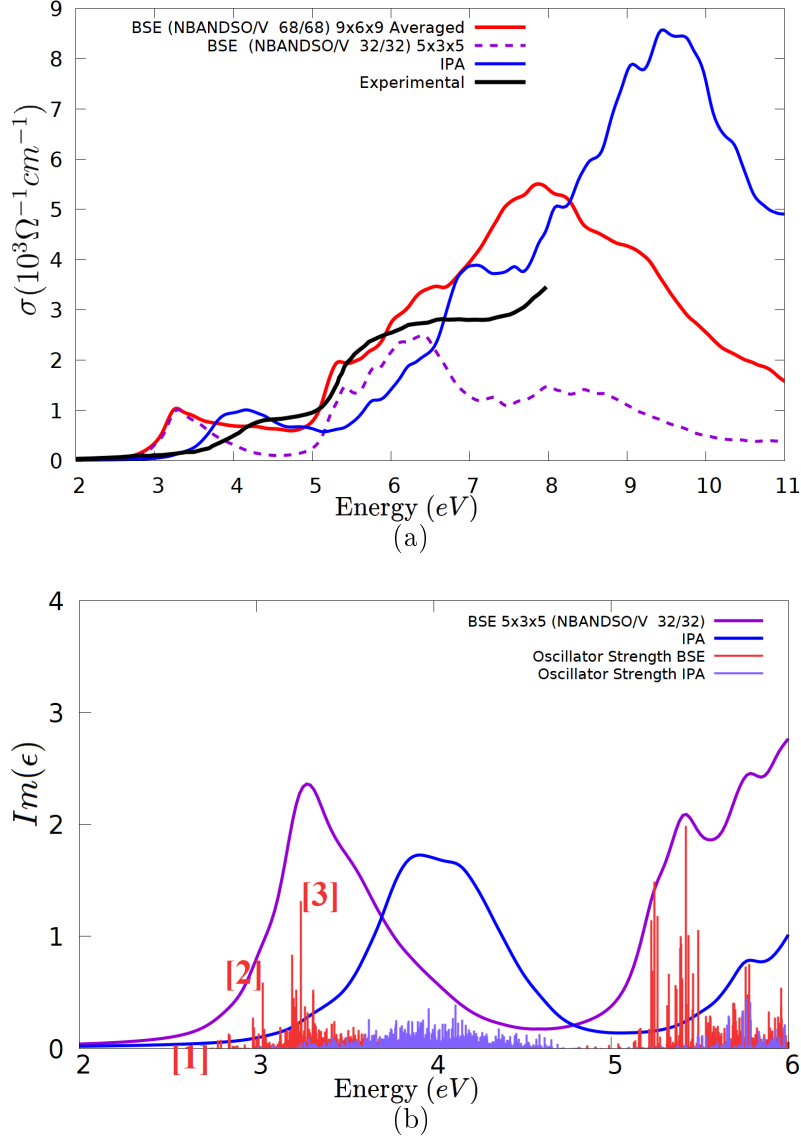 BSE (NBANDSO/V 68/68) 9x6x9 Averaged
BSE (NBANDSO/V 32/32) 5x3x5
IPA
Experimental
9
8
7
6
5
4
3
2
1
0
σ(10³Ω⁻¹cm⁻¹)
2 3 4 5 6 7 8 9 10 11
Energy (eV)
(a)
BSE 5x3x5 (NBANDSO/V 32/32)
IPA
Oscillator Strength BSE
Oscillator Strength IPA
4
3
2
1
0
Im(ϵ)
[3]
[2]
[1]
2 3 4 5 6
Energy (eV)
(b)